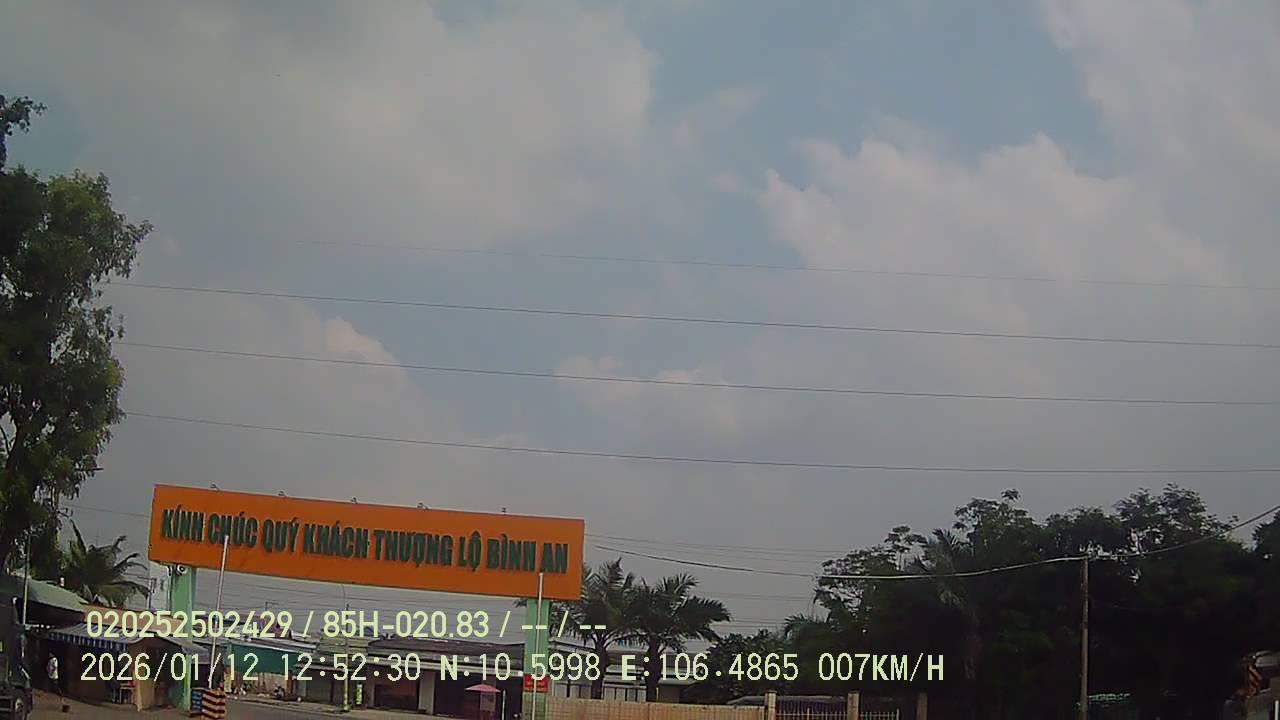 KÍNH CHÚC QUÝ KHÁCH THƯỢNG LỘ BÌNH AN
020252502429 / 85H-020.83 / -- / --
2026/01/12 12:52:30 N:10.5998 E:106.4865 007KM/H